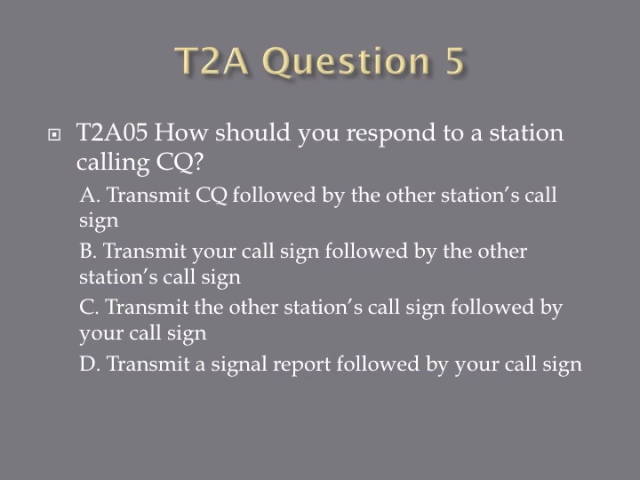 T2A Question 5
T2A05 How should you respond to a station
calling CQ?
A. Transmit CQ followed by the other station’s call
sign
B. Transmit your call sign followed by the other
station’s call sign
C. Transmit the other station’s call sign followed by
your call sign
D. Transmit a signal report followed by your call sign